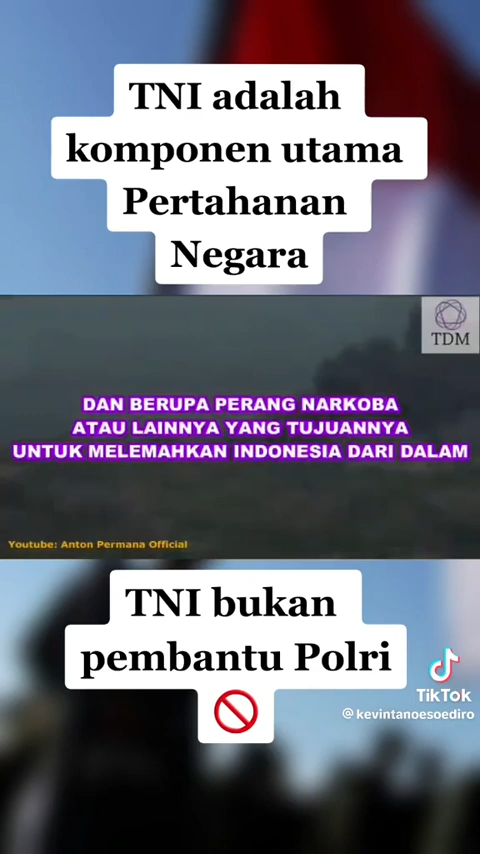 TNI adalah
komponen utama
Pertahanan
Negara
TDM
DAN BERUPA PERANG NARKOBA
ATAU LAINNYA YANG TUJUANNYA
UNTUK MELEMAHKAN INDONESIA DARI DALAM
Youtube: Anton Permana Official
TNI bukan
pembantu Polri
🚫
TikTok
@kevintanoesoediro